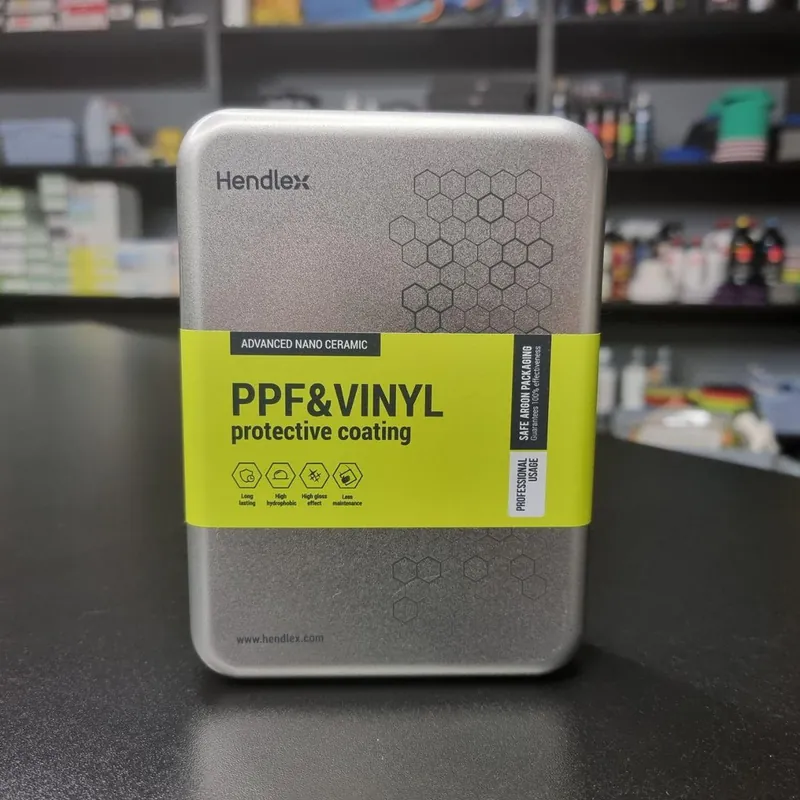 Hendlex
ADVANCED NANO CERAMIC
PPF&VINYL
protective coating
Long
lasting
High
hydrophobic
High gloss
effect
Less
maintenance
SAFE ARGON PACKAGING
Guarantees 100% effectiveness
PROFESSIONAL
USAGE
www.hendlex.com